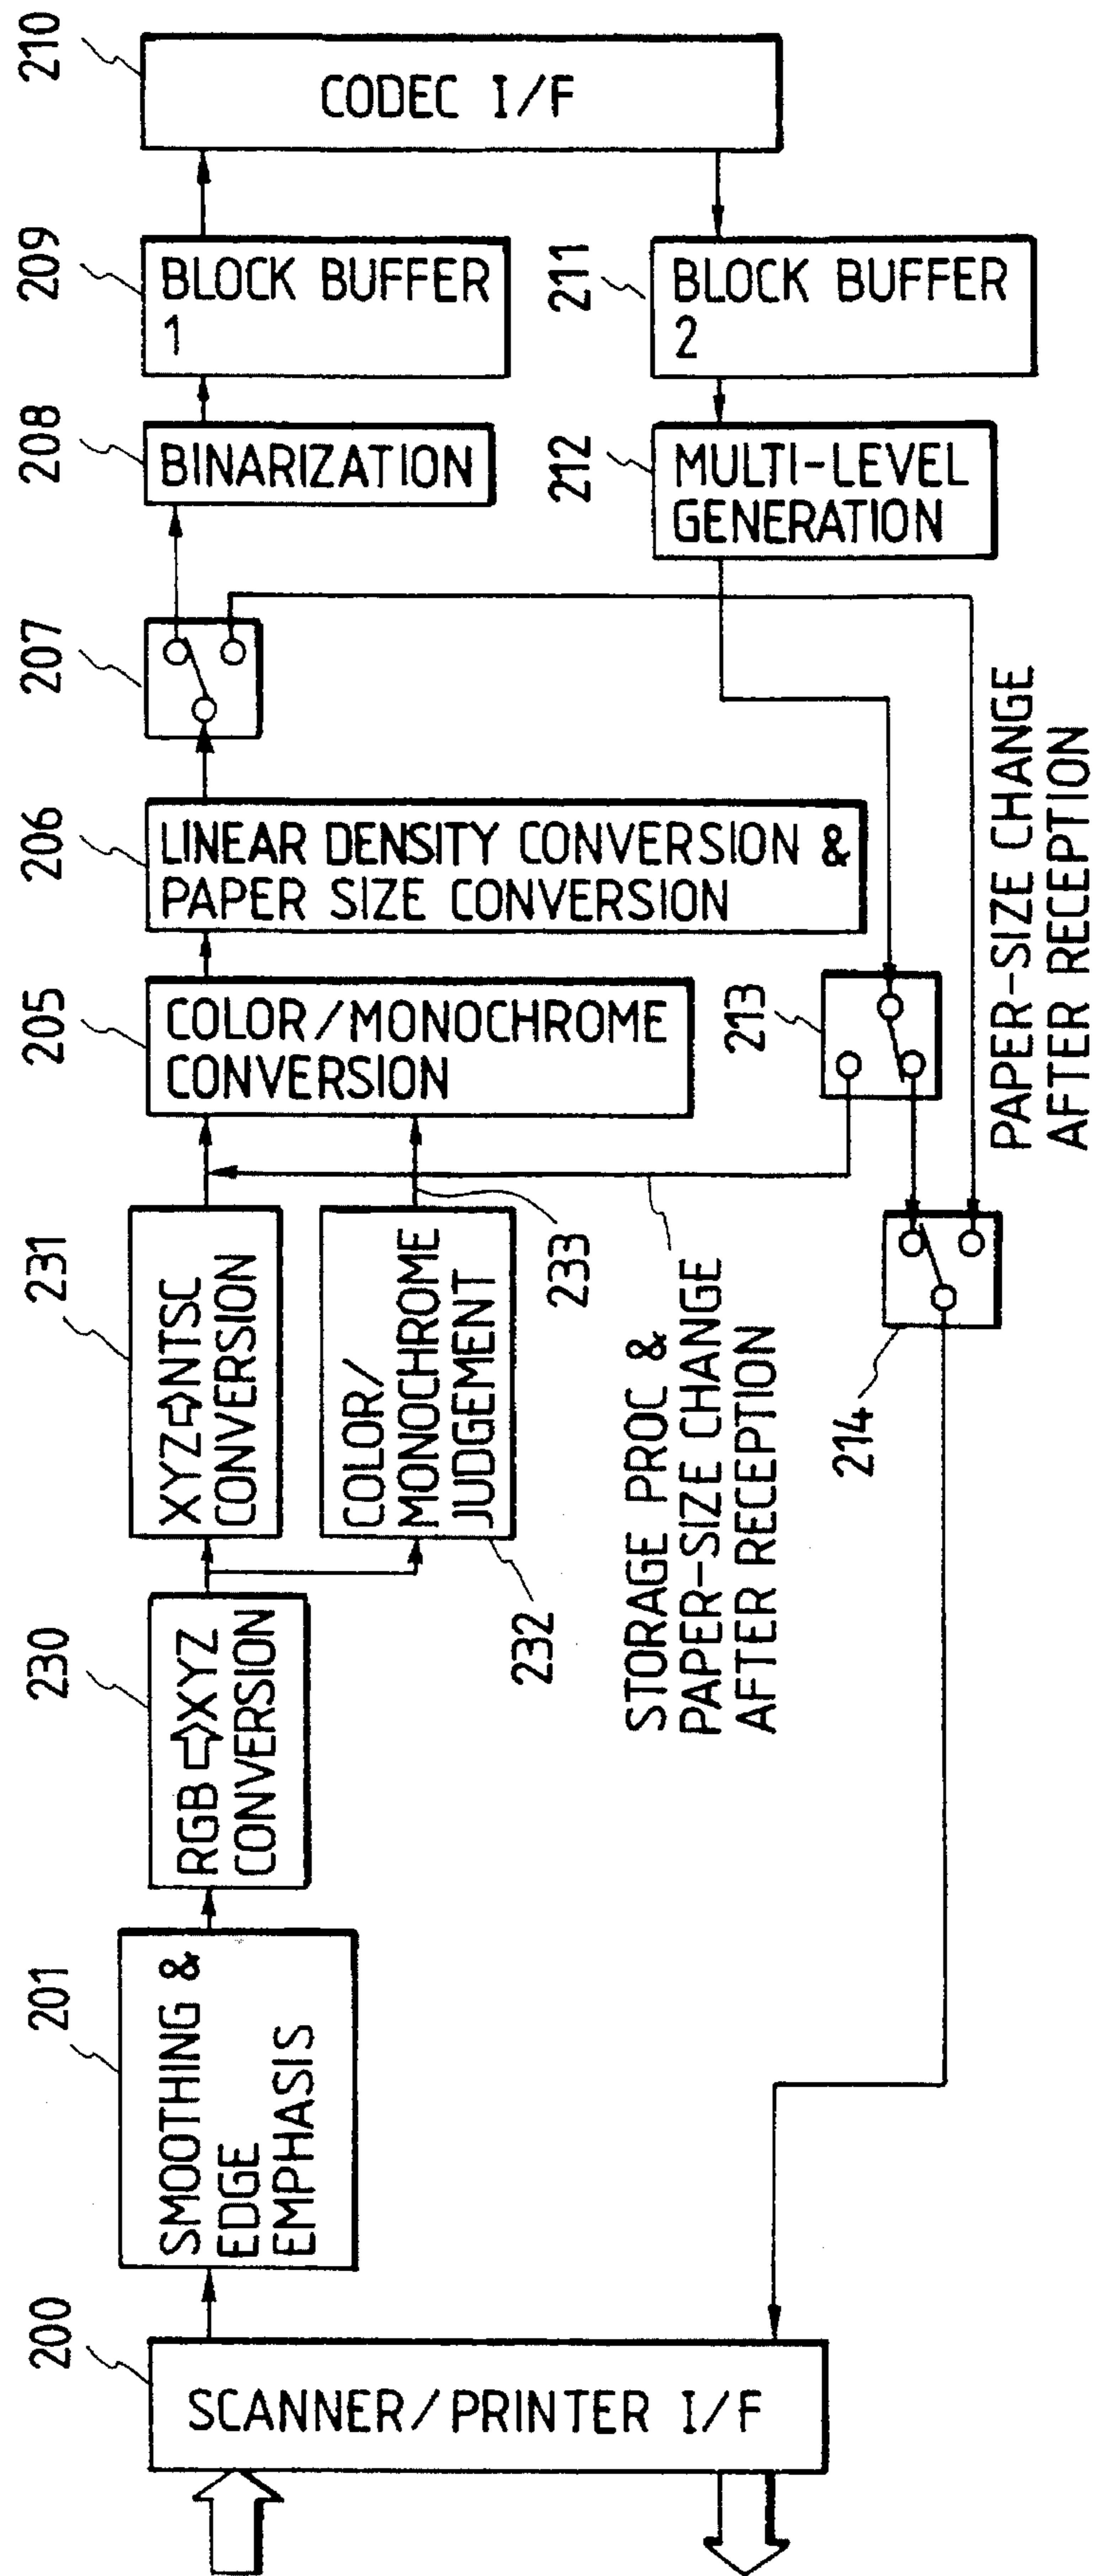 200
SCANNER/PRINTER I/F
201
SMOOTHING &
EDGE
EMPHASIS
230
RGB⇨XYZ
CONVERSION
231
XYZ⇨NTSC
CONVERSION
COLOR/
MONOCHROME
JUDGEMENT
232
233
205
COLOR/MONOCHROME
CONVERSION
206
LINEAR DENSITY CONVERSION &
PAPER SIZE CONVERSION
207
208
BINARIZATION
209
BLOCK BUFFER
1
210
CODEC I/F
211
BLOCK BUFFER
2
212
MULTI-LEVEL
GENERATION
213
214
STORAGE PROC &
PAPER-SIZE CHANGE
AFTER RECEPTION
PAPER-SIZE CHANGE
AFTER RECEPTION